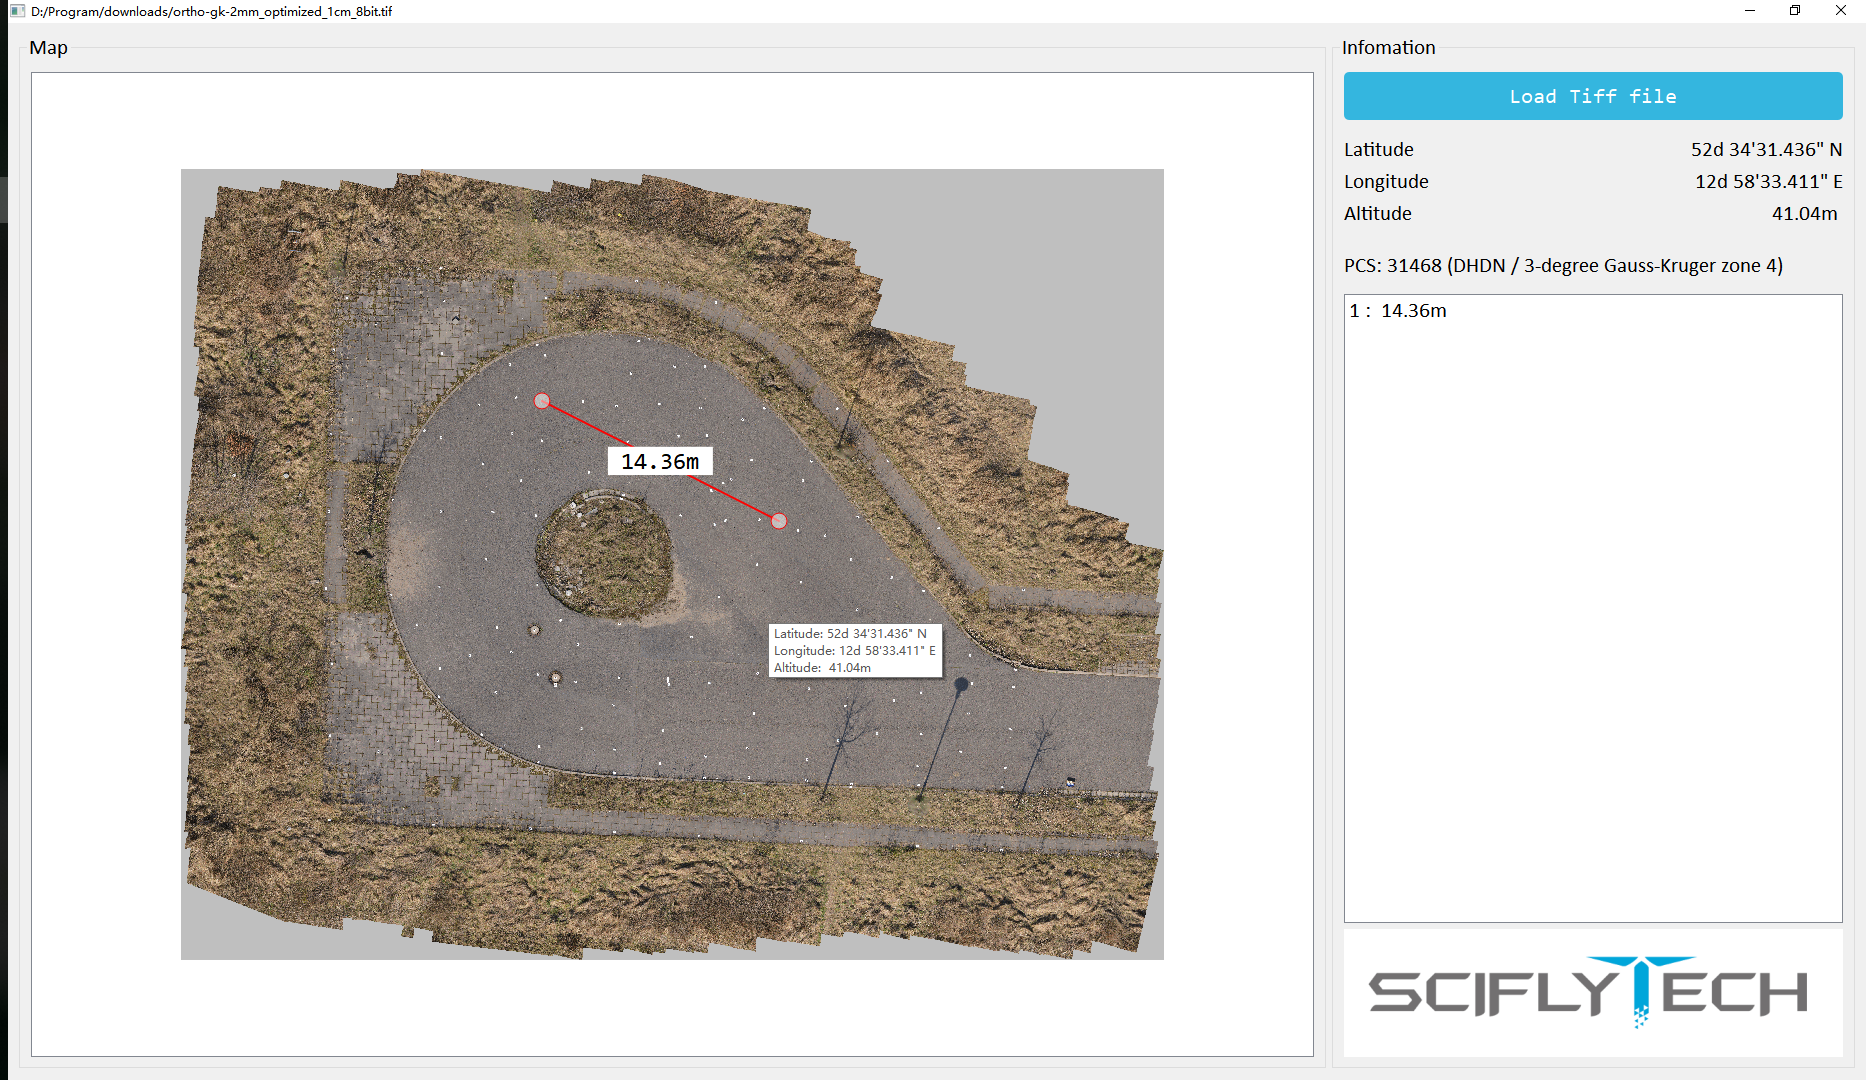 D:/Program/downloads/ortho-gk-2mm_optimized_1cm_8bit.tif
Map
14.36m
Latitude: 52d 34'31.436" N
Longitude: 12d 58'33.411" E
Altitude: 41.04m
Infomation
Load Tiff file
Latitude 52d 34'31.436" N
Longitude 12d 58'33.411" E
Altitude 41.04m
PCS: 31468 (DHDN / 3-degree Gauss-Kruger zone 4)
1 : 14.36m
SCIFLYTECH